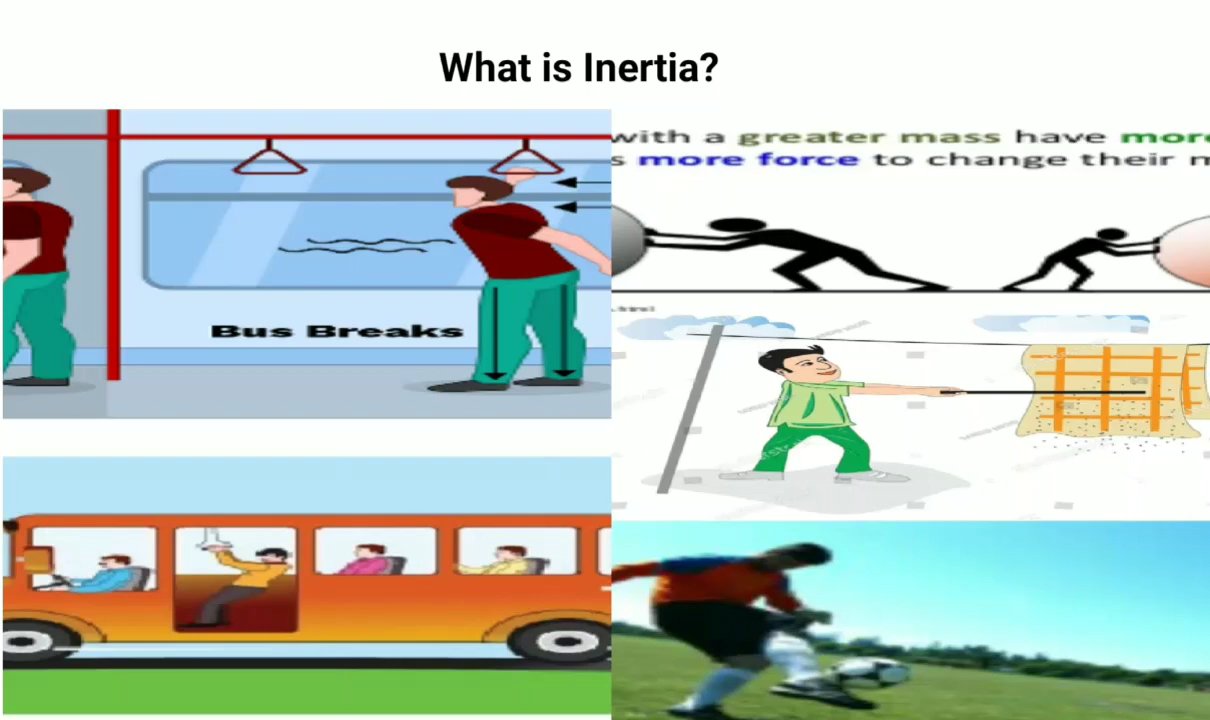 What is Inertia?
with a greater mass have more
s more force to change their m
Bus Breaks